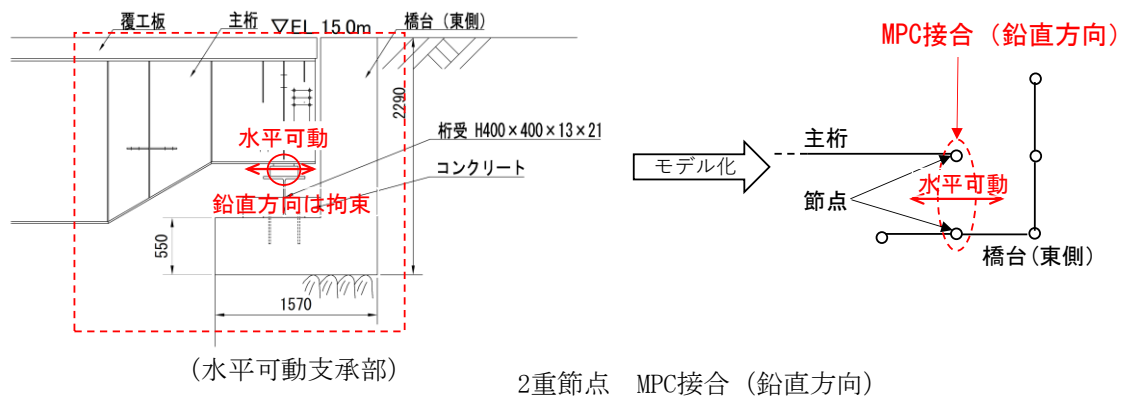 覆工板
主桁
▽EL 15.0m
橋台(東側)
2290
水平可動
桁受 H400×400×13×21
コンクリート
鉛直方向は拘束
550
1570
(水平可動支承部)
モデル化
MPC接合 (鉛直方向)
主桁
水平可動
節点
橋台(東側)
2重節点 MPC接合 (鉛直方向)